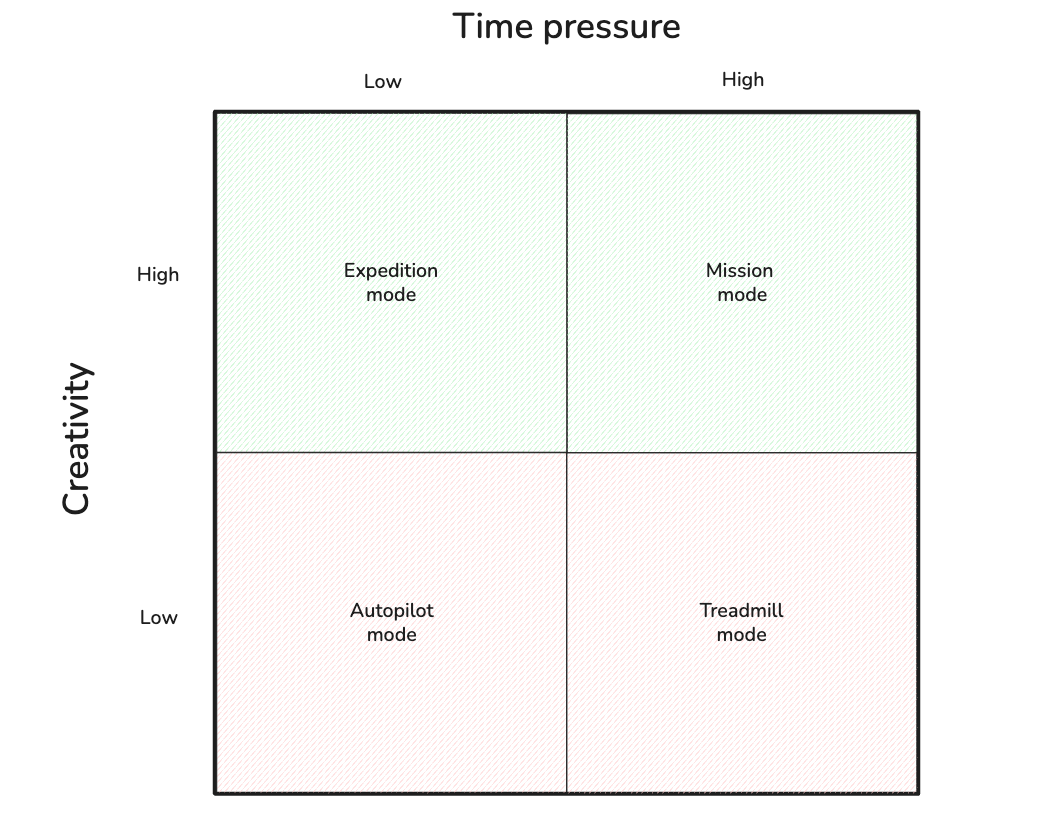 Time pressure
Low
High
High
Expedition
mode
Mission
mode
Creativity
Low
Autopilot
mode
Treadmill
mode